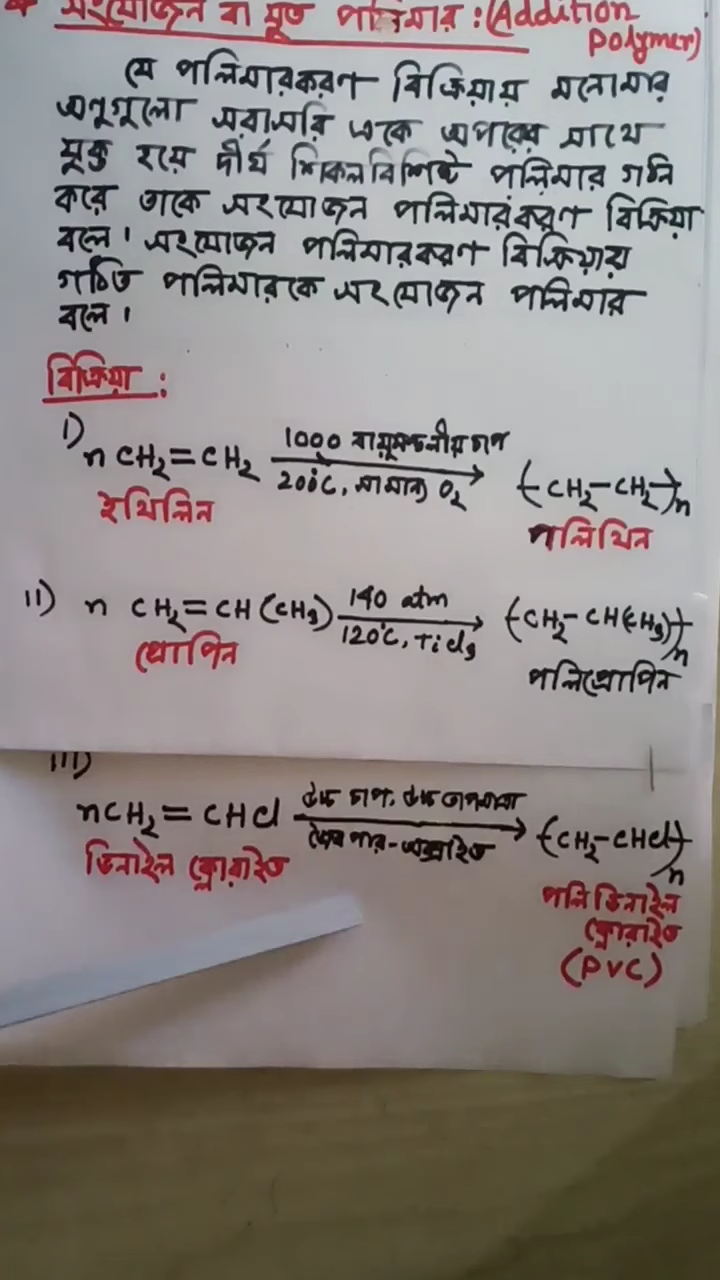 * সংযোজন বা যুত পলিমার : (Addition
Polymer)
যে পলিমারকরণ বিক্রিয়ায় মনোমার
অণুগুলো সরাসরি একে অপরের সাথে
যুক্ত হয়ে দীর্ঘ শিকল বিশিষ্ট পলিমার গঠন
করে তাকে সংযোজন পলিমারকরণ বিক্রিয়া
বলে। সংযোজন পলিমারকরণ বিক্রিয়ায়
গঠিত পলিমারকে সংযোজন পলিমার
বলে।
বিক্রিয়া :
i) n CH₂=CH₂ 1000 বায়ুমন্ডলীয় চাপ / 200°C, সামান্য O₂ → (-CH₂-CH₂-)n
ইথিলিন পলিথিন
ii) n CH₂=CH(CH₃) 140 atm / 120°C, TiCl₃ → (-CH₂-CH(CH₃)-)n
প্রোপিন পলিপ্রোপিন
iii)
nCH₂=CHCl উচ্চ চাপ, উচ্চ তাপমাত্রা / জৈব পার-অক্সাইড → (-CH₂-CHCl-)n
ভিনাইল ক্লোরাইড পলি ভিনাইল
ক্লোরাইড
(PVC)